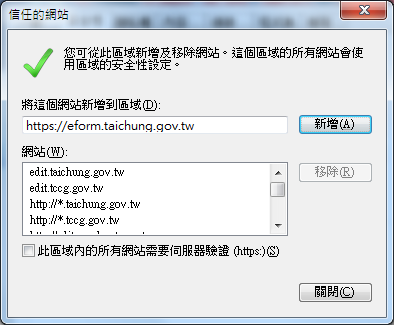 信任的網站
您可從此區域新增及移除網站。這個區域的所有網站會使
用區域的安全性設定。
將這個網站新增到區域(D):
https://eform.taichung.gov.tw
新增(A)
網站(W):
edit.taichung.gov.tw
edit.tccg.gov.tw
http://*.taichung.gov.tw
http://*.tccg.gov.tw
移除(R)
此區域內的所有網站需要伺服器驗證 (https:)(S)
關閉(C)